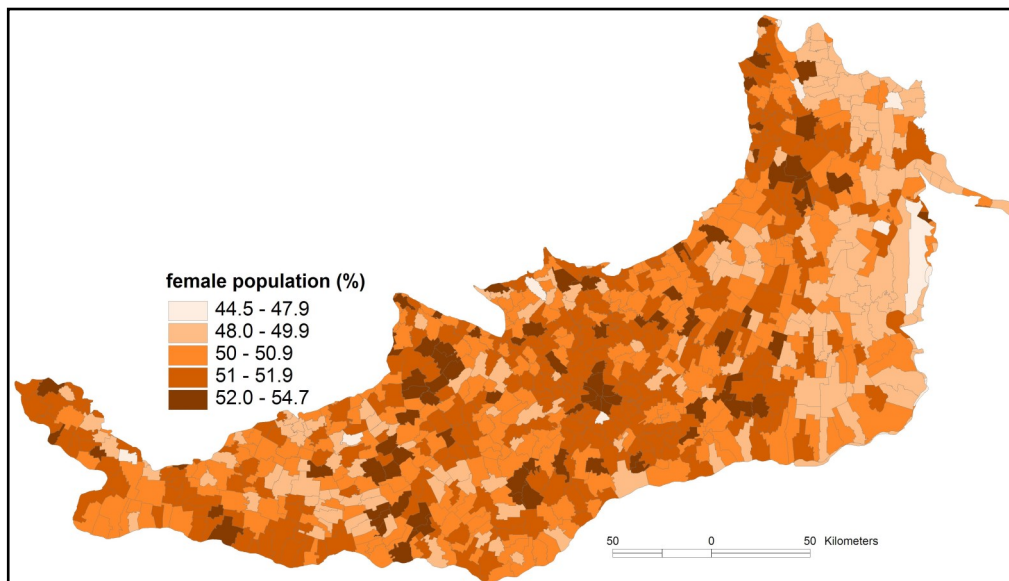 female population (%)
44.5 - 47.9
48.0 - 49.9
50 - 50.9
51 - 51.9
52.0 - 54.7
50 0 50 Kilometers